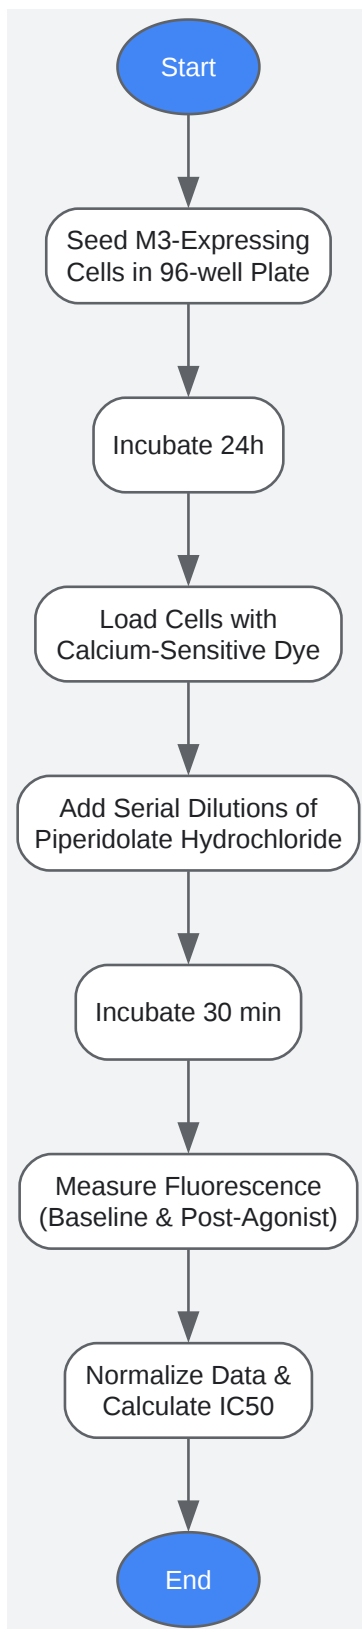 Start
Seed M3-Expressing
Cells in 96-well Plate
Incubate 24h
Load Cells with
Calcium-Sensitive Dye
Add Serial Dilutions of
Piperidolate Hydrochloride
Incubate 30 min
Measure Fluorescence
(Baseline & Post-Agonist)
Normalize Data &
Calculate IC50
End